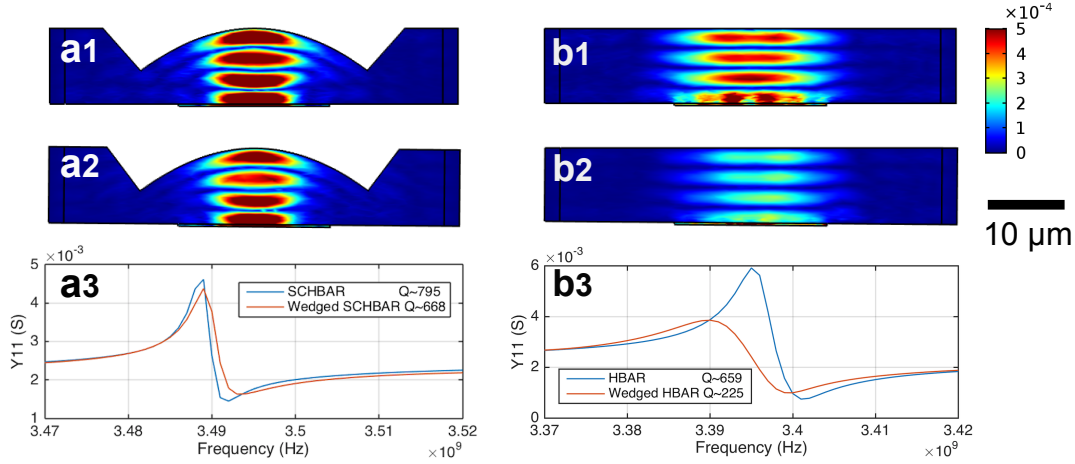 a1
b1
×10⁻⁴
5
4
3
2
1
0
a2
b2
10 μm
×10⁻³
a3
5
4
3
2
1
Y11 (S)
SCHBAR Q~795
Wedged SCHBAR Q~668
3.47 3.48 3.49 3.5 3.51 3.52
Frequency (Hz) ×10⁹
×10⁻³
b3
8
6
4
2
0
Y11 (S)
HBAR Q~659
Wedged HBAR Q~225
3.37 3.38 3.39 3.4 3.41 3.42
Frequency (Hz) ×10⁹